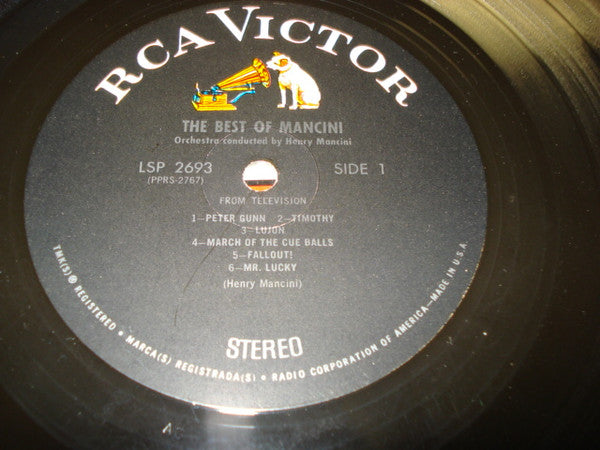 RCA VICTOR
THE BEST OF MANCINI
Orchestra conducted by Henry Mancini
LSP 2693
SIDE 1
(PPRS-2767)
FROM TELEVISION
1—PETER GUNN 2—TIMOTHY
3—LUJON
4—MARCH OF THE CUE BALLS
5—FALLOUT!
6—MR. LUCKY
(Henry Mancini)
STEREO
TMK(S) ® REGISTERED • MARCA(S) REGISTRADA(S) • RADIO CORPORATION OF AMERICA—MADE IN U.S.A.
A